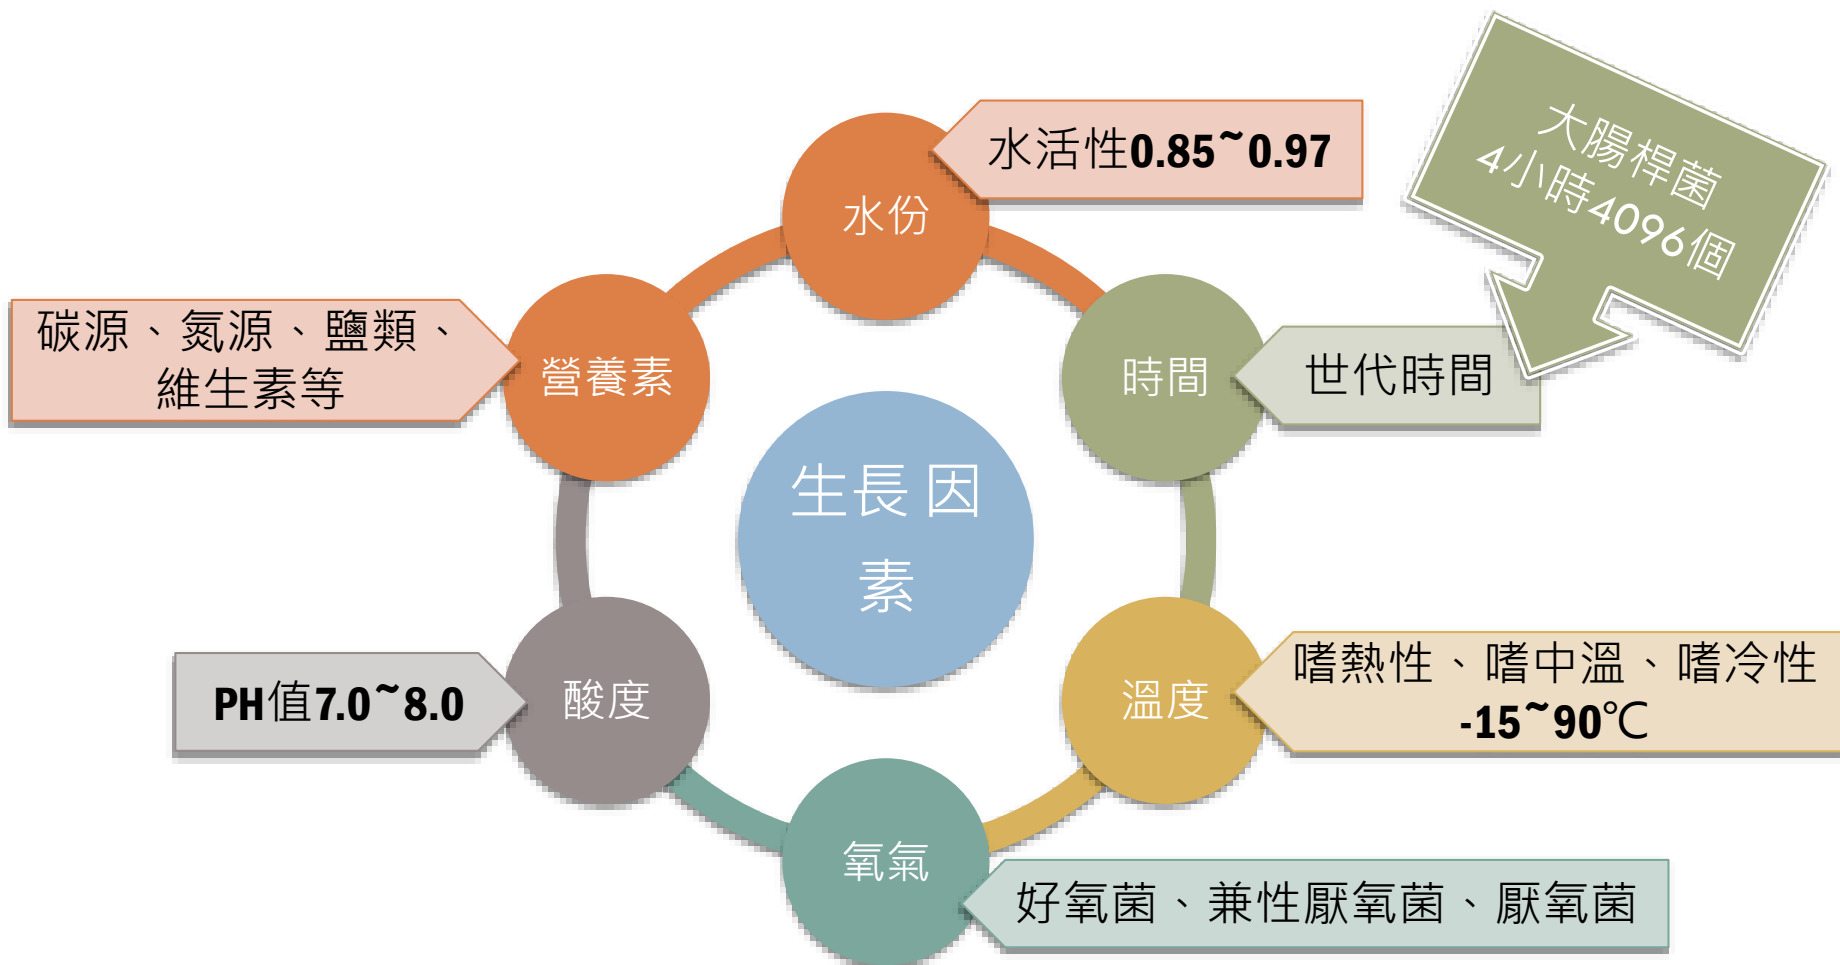 大腸桿菌
4小時4096個
水活性0.85~0.97
水份
碳源、氮源、鹽類、
維生素等
營養素
時間
世代時間
生長 因
素
PH值7.0~8.0
酸度
溫度
嗜熱性、嗜中溫、嗜冷性
-15~90℃
氧氣
好氧菌、兼性厭氧菌、厭氧菌